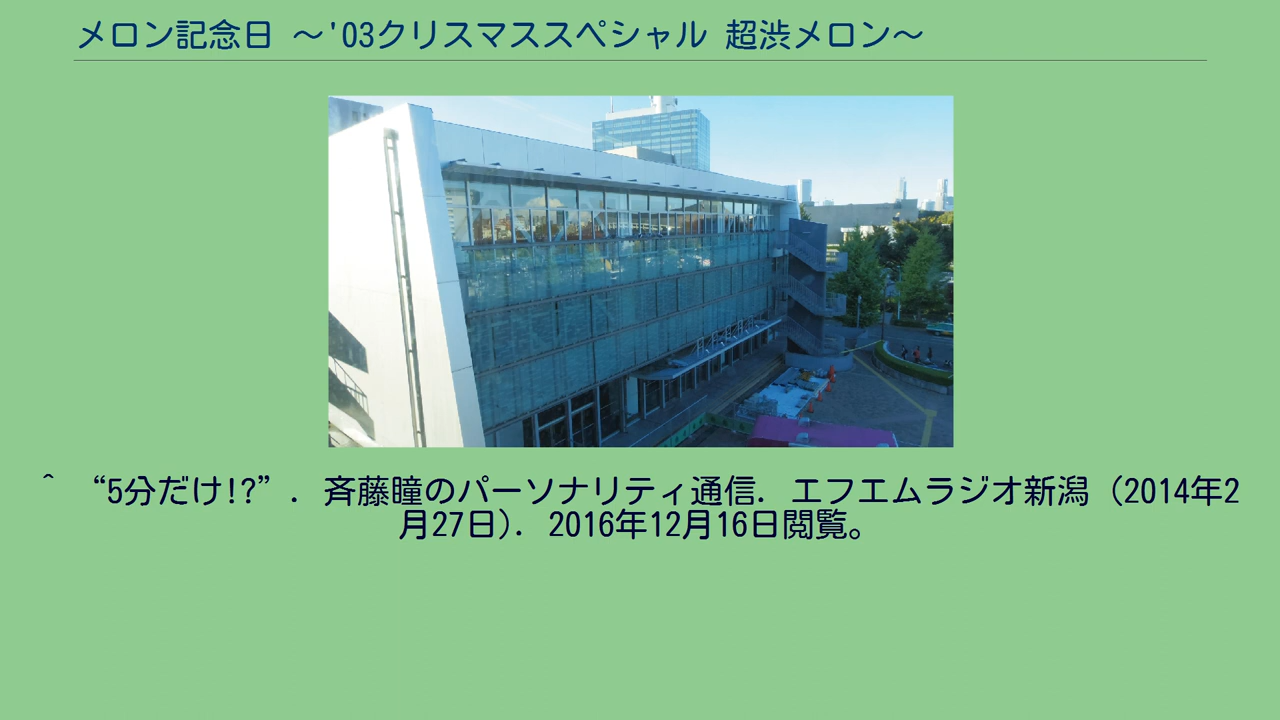 メロン記念日 ～'03クリスマススペシャル 超渋メロン～
^ “5分だけ!?”. 斉藤瞳のパーソナリティ通信. エフエムラジオ新潟 (2014年2
月27日). 2016年12月16日閲覧。